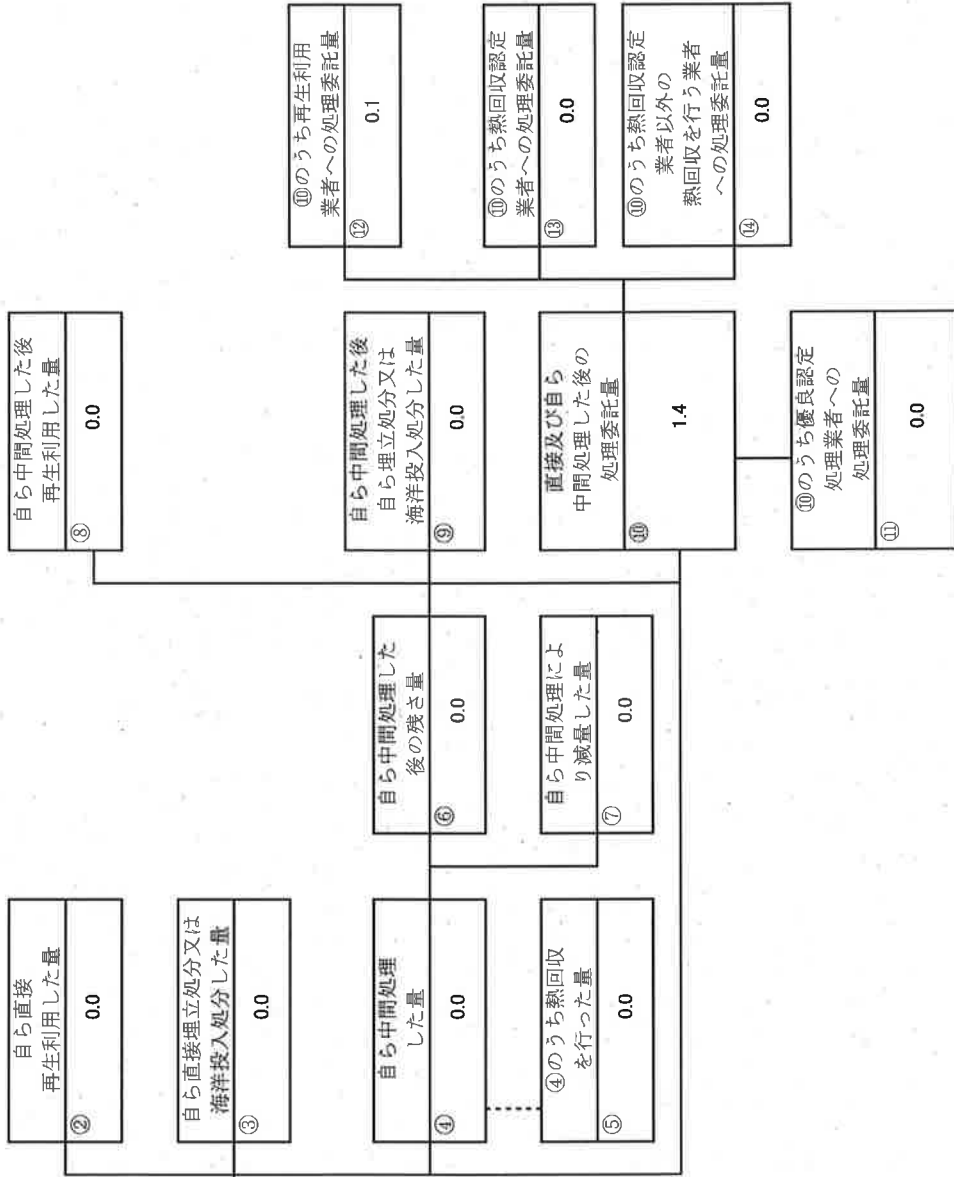 自ら直接
再生利用した量
②
0.0
自ら直接埋立処分又は
海洋投入処分した量
③
0.0
自ら中間処理
した量
④
0.0
④のうち熱回収
を行った量
⑤
0.0
自ら中間処理した
後の残さ量
⑥
0.0
自ら中間処理によ
り減量した量
⑦
0.0
自ら中間処理した後
再生利用した量
⑧
0.0
自ら中間処理した後
自ら埋立処分又は
海洋投入処分した量
⑨
0.0
直接及び自ら
中間処理した後の
処理委託量
⑩
1.4
⑩のうち優良認定
処理業者への
処理委託量
⑪
0.0
⑩のうち再生利用
業者への処理委託量
⑫
0.1
⑩のうち熱回収認定
業者への処理委託量
⑬
0.0
⑩のうち熱回収認定
業者以外の
熱回収を行う業者
への処理委託量
⑭
0.0